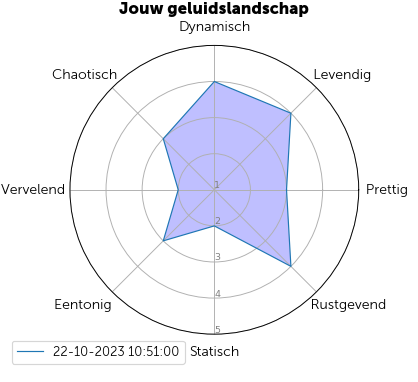 Jouw geluidslandschap
Dynamisch
Chaotisch
Levendig
Vervelend
1
Prettig
2
3
Eentonig
4
Rustgevend
5
22-10-2023 10:51:00
Statisch